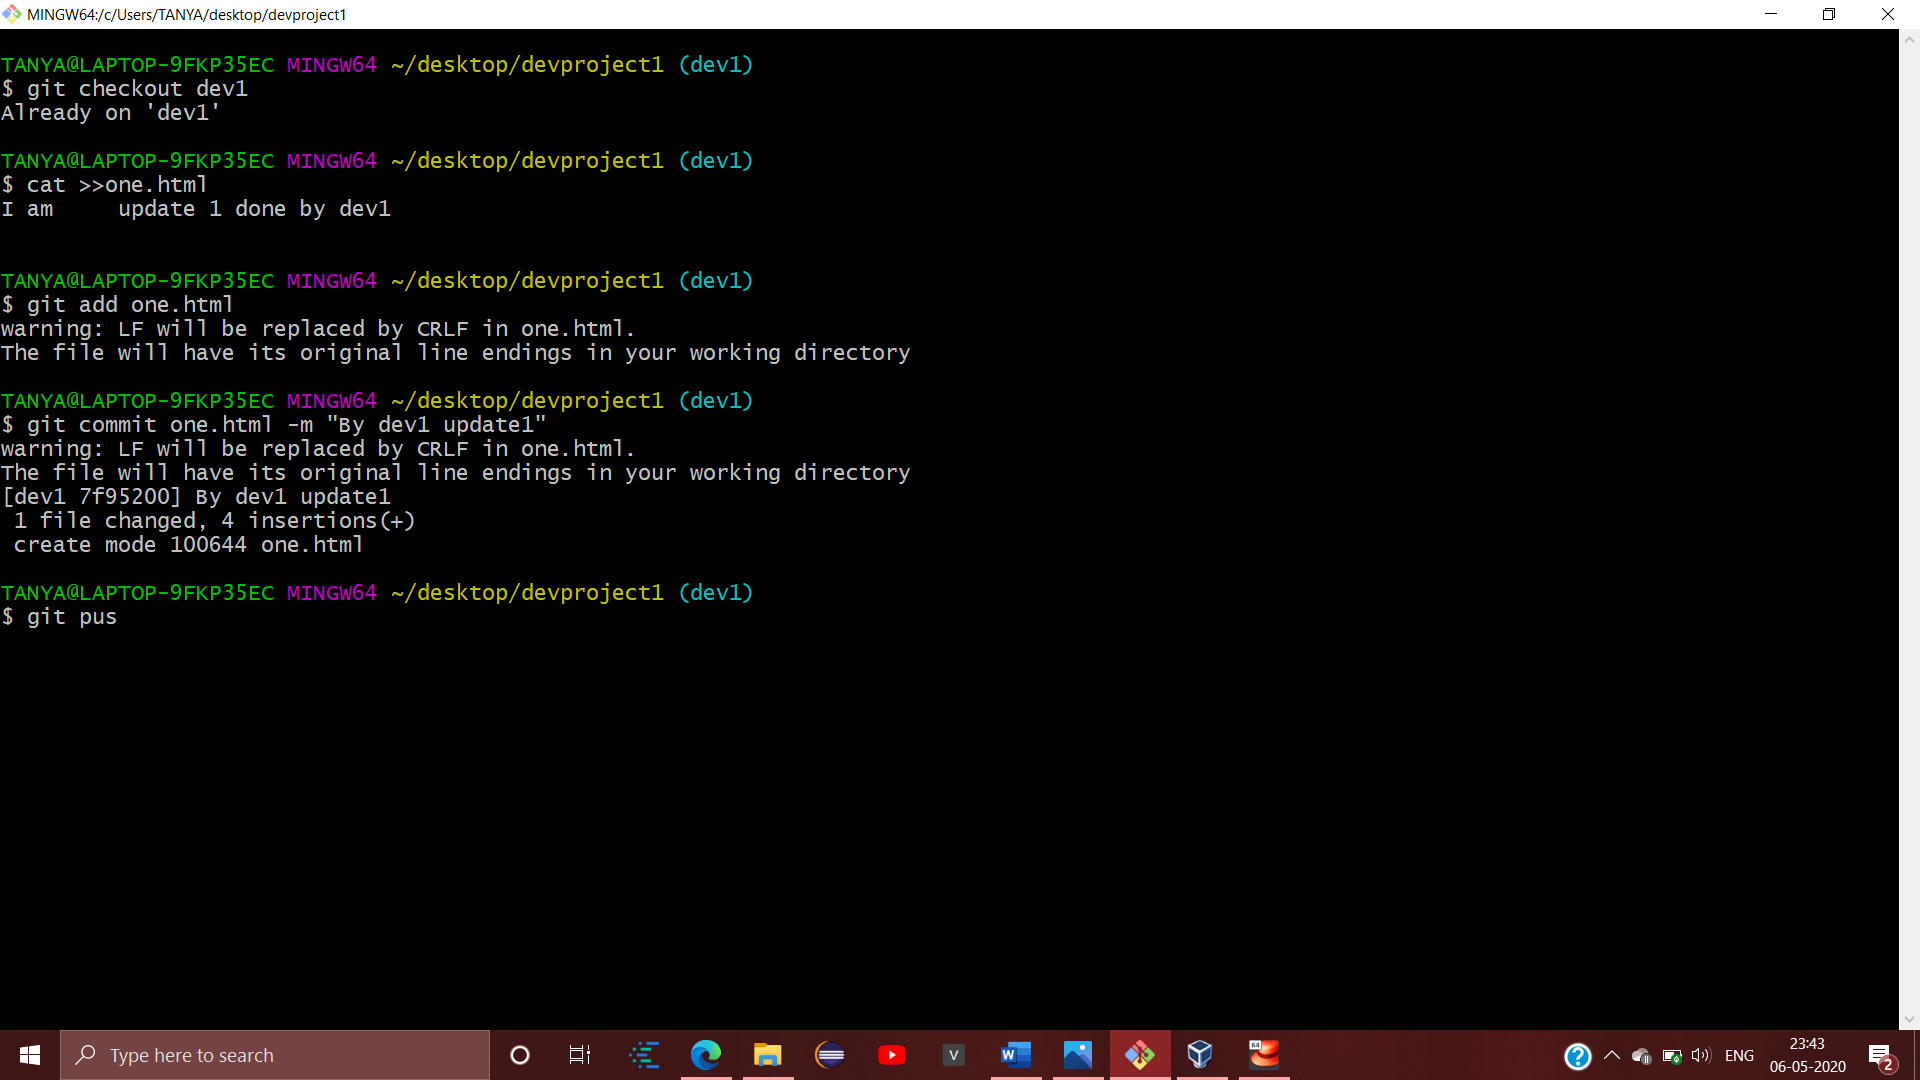 MINGW64:/c/Users/TANYA/desktop/devproject1
TANYA@LAPTOP-9FKP35EC MINGW64 ~/desktop/devproject1 (dev1)
$ git checkout dev1
Already on 'dev1'
TANYA@LAPTOP-9FKP35EC MINGW64 ~/desktop/devproject1 (dev1)
$ cat >>one.html
I am     update 1 done by dev1
TANYA@LAPTOP-9FKP35EC MINGW64 ~/desktop/devproject1 (dev1)
$ git add one.html
warning: LF will be replaced by CRLF in one.html.
The file will have its original line endings in your working directory
TANYA@LAPTOP-9FKP35EC MINGW64 ~/desktop/devproject1 (dev1)
$ git commit one.html -m "By dev1 update1"
warning: LF will be replaced by CRLF in one.html.
The file will have its original line endings in your working directory
[dev1 7f95200] By dev1 update1
 1 file changed, 4 insertions(+)
 create mode 100644 one.html
TANYA@LAPTOP-9FKP35EC MINGW64 ~/desktop/devproject1 (dev1)
$ git pus
Type here to search
V
W
64
?
ENG
23:43
06-05-2020
2